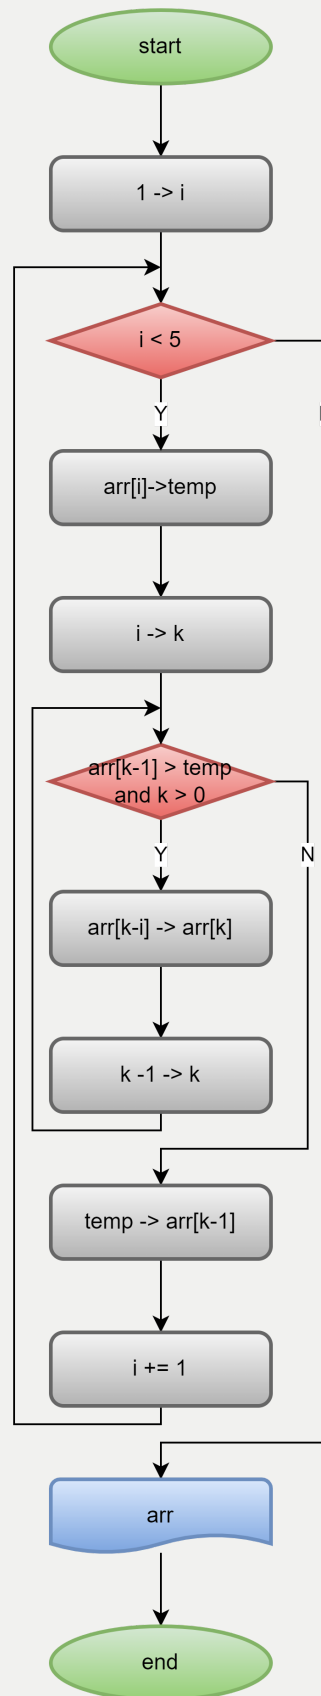 start
1 -> i
i < 5
Y
arr[i]->temp
i -> k
arr[k-1] > temp
and k > 0
Y
N
arr[k-i] -> arr[k]
k -1 -> k
temp -> arr[k-1]
i += 1
arr
end